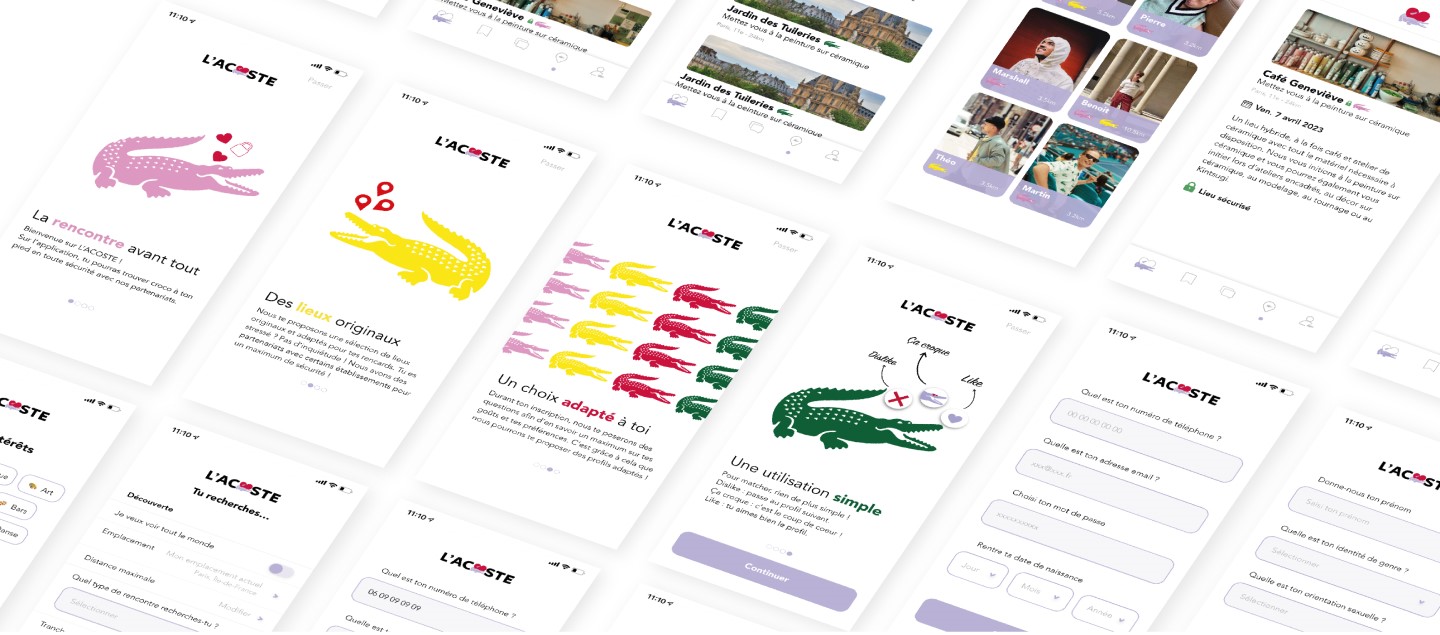 11:10
L'ACOSTE
Passer
La rencontre avant tout
Bienvenue sur L'ACOSTE !
Sur l'application, tu pourras trouver croco à ton
pied en toute sécurité avec nos partenariats.
11:10
L'ACOSTE
Passer
Des lieux originaux
Nous te proposons une sélection de lieux
originaux et adaptés pour tes rencards. Tu es
stressé ? Pas d'inquiétude ! Nous avons des
partenariats avec certains établissements pour
un maximum de sécurité !
11:10
L'ACOSTE
Passer
Un choix adapté à toi
Durant ton inscription, nous te poserons des
questions afin d'en savoir un maximum sur tes
goûts et tes préférences. C'est grâce à cela que
nous pourrons te proposer des profils adaptés !
11:10
L'ACOSTE
Passer
Dislike
Ça croque
Like
Une utilisation simple
Pour matcher, rien de plus simple !
Dislike : passe au profil suivant.
Ça croque : c'est le coup de coeur !
Like : tu aimes bien le profil.
Continuer
11:10
L'ACOSTE
Quel est ton numéro de téléphone ?
00 00 00 00 00
Quelle est ton adresse email ?
xxx@xxx.fr
Choisi ton mot de passe
xxxxxxxxxx
Rentre ta date de naissance
Jour
Mois
Année
11:10
L'AC
Donne-nous ton prénom
Saisi ton prénom
Quelle est ton identité de genre ?
Sélectionner
Quelle est ton orientation sexuelle ?
Sélectionner
Geneviève
Mettez vous à la peinture sur céramique
Jardin des Tuileries
Mettez vous à la peinture sur céramique
Paris, 11e - 24km
Jardin des Tuileries
Mettez vous à la peinture sur céramique
Pierre
Marshall
Benoit
Théo
Martin
Café Geneviève
Mettez vous à la peinture sur céramique
Paris, 11e - 24km
Ven. 7 avril 2023
Un lieu hybride, à la fois café et atelier de
céramique avec tout le matériel nécessaire à
disposition. Nous vous initions à la peinture sur
céramique et vous pourrez également vous
initier lors d'ateliers encadrés, au décor sur
céramique, au modelage, au tournage ou au
Kintsugi.
Lieu sécurisé
COSTE
térêts
Art
Bars
11:10
L'ACOSTE
Tu recherches...
Découverte
Je veux voir tout le monde
Emplacement
Mon emplacement actuel
Paris, Île-de-France
Distance maximale
Modifier
Quel type de rencontre recherches-tu ?
Sélectionner
Tranch
11:10
L'ACOSTE
Quel est ton numéro de téléphone ?
06 09 09 09 09
Quelle est t
11:10